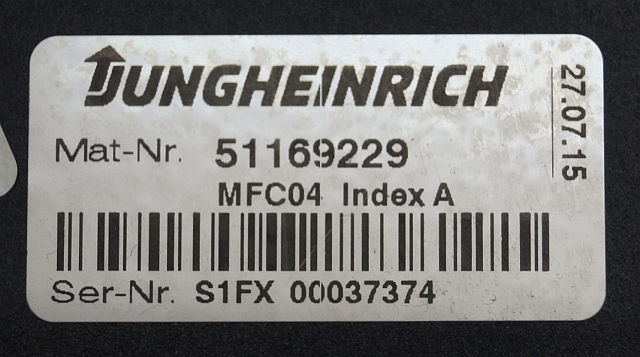 JUNGHEINRICH
27.07.15
Mat-Nr. 51169229
MFC04 Index A
Ser-Nr. S1FX 00037374